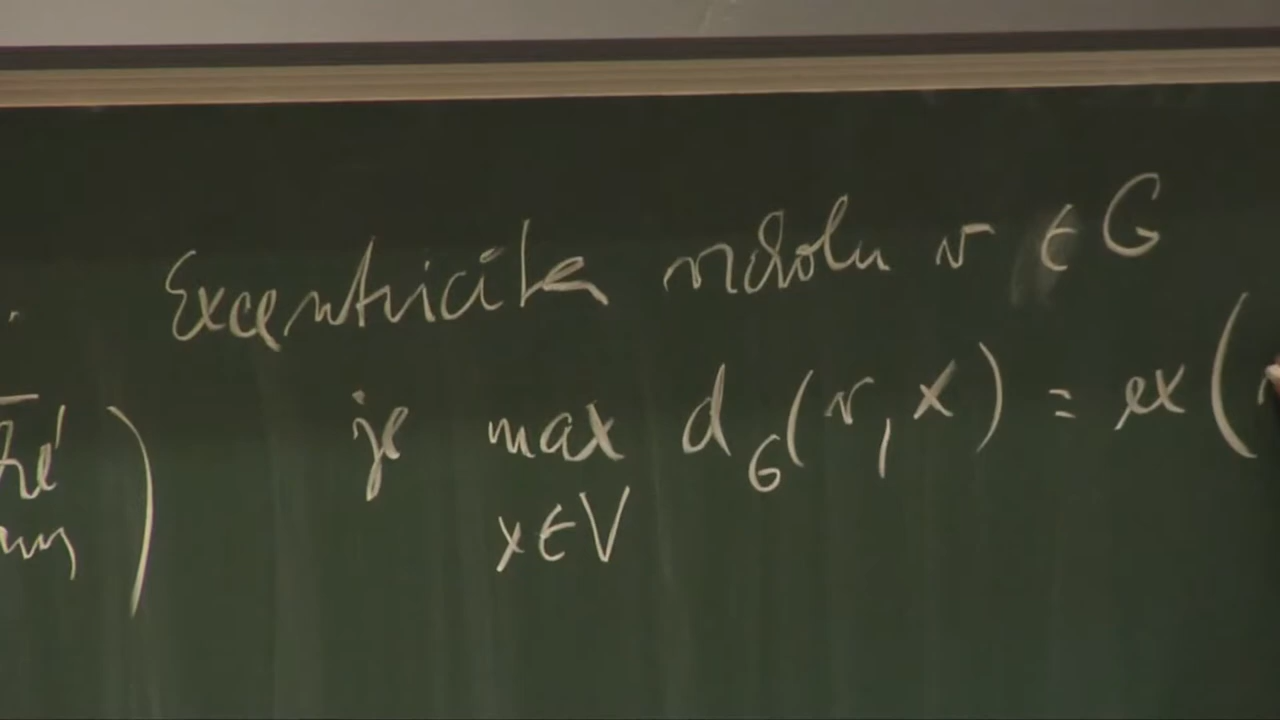 Excentricita vrcholu v ∈ G
je max d_G(v, x) = ex(
x∈V